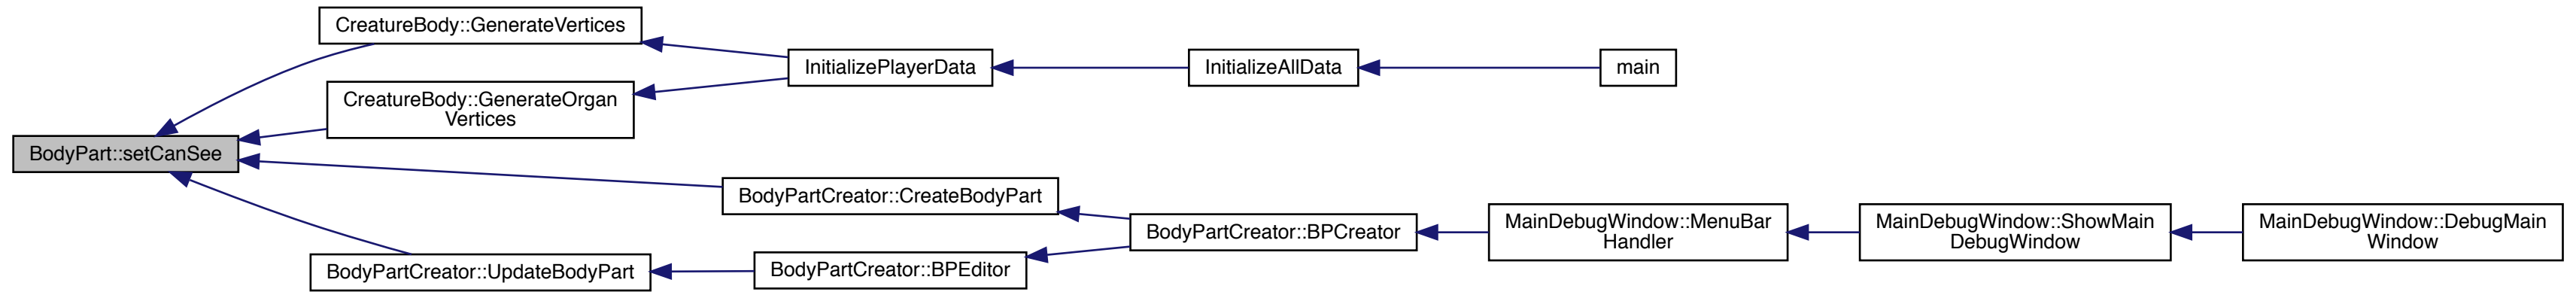 CreatureBody::GenerateVertices
InitializePlayerData
InitializeAllData
main
CreatureBody::GenerateOrgan
Vertices
BodyPart::setCanSee
BodyPartCreator::CreateBodyPart
BodyPartCreator::BPCreator
MainDebugWindow::MenuBar
Handler
MainDebugWindow::ShowMain
DebugWindow
MainDebugWindow::DebugMain
Window
BodyPartCreator::UpdateBodyPart
BodyPartCreator::BPEditor